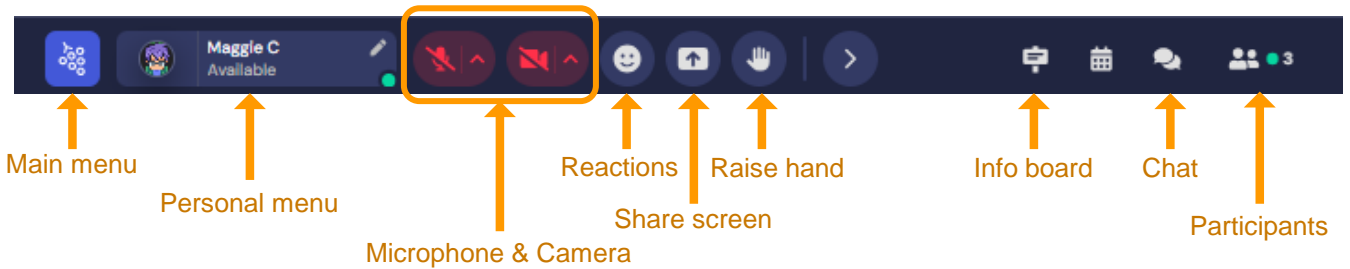 Maggie C
Available
3
Main menu
Reactions
Raise hand
Info board
Chat
Personal menu
Share screen
Participants
Microphone & Camera